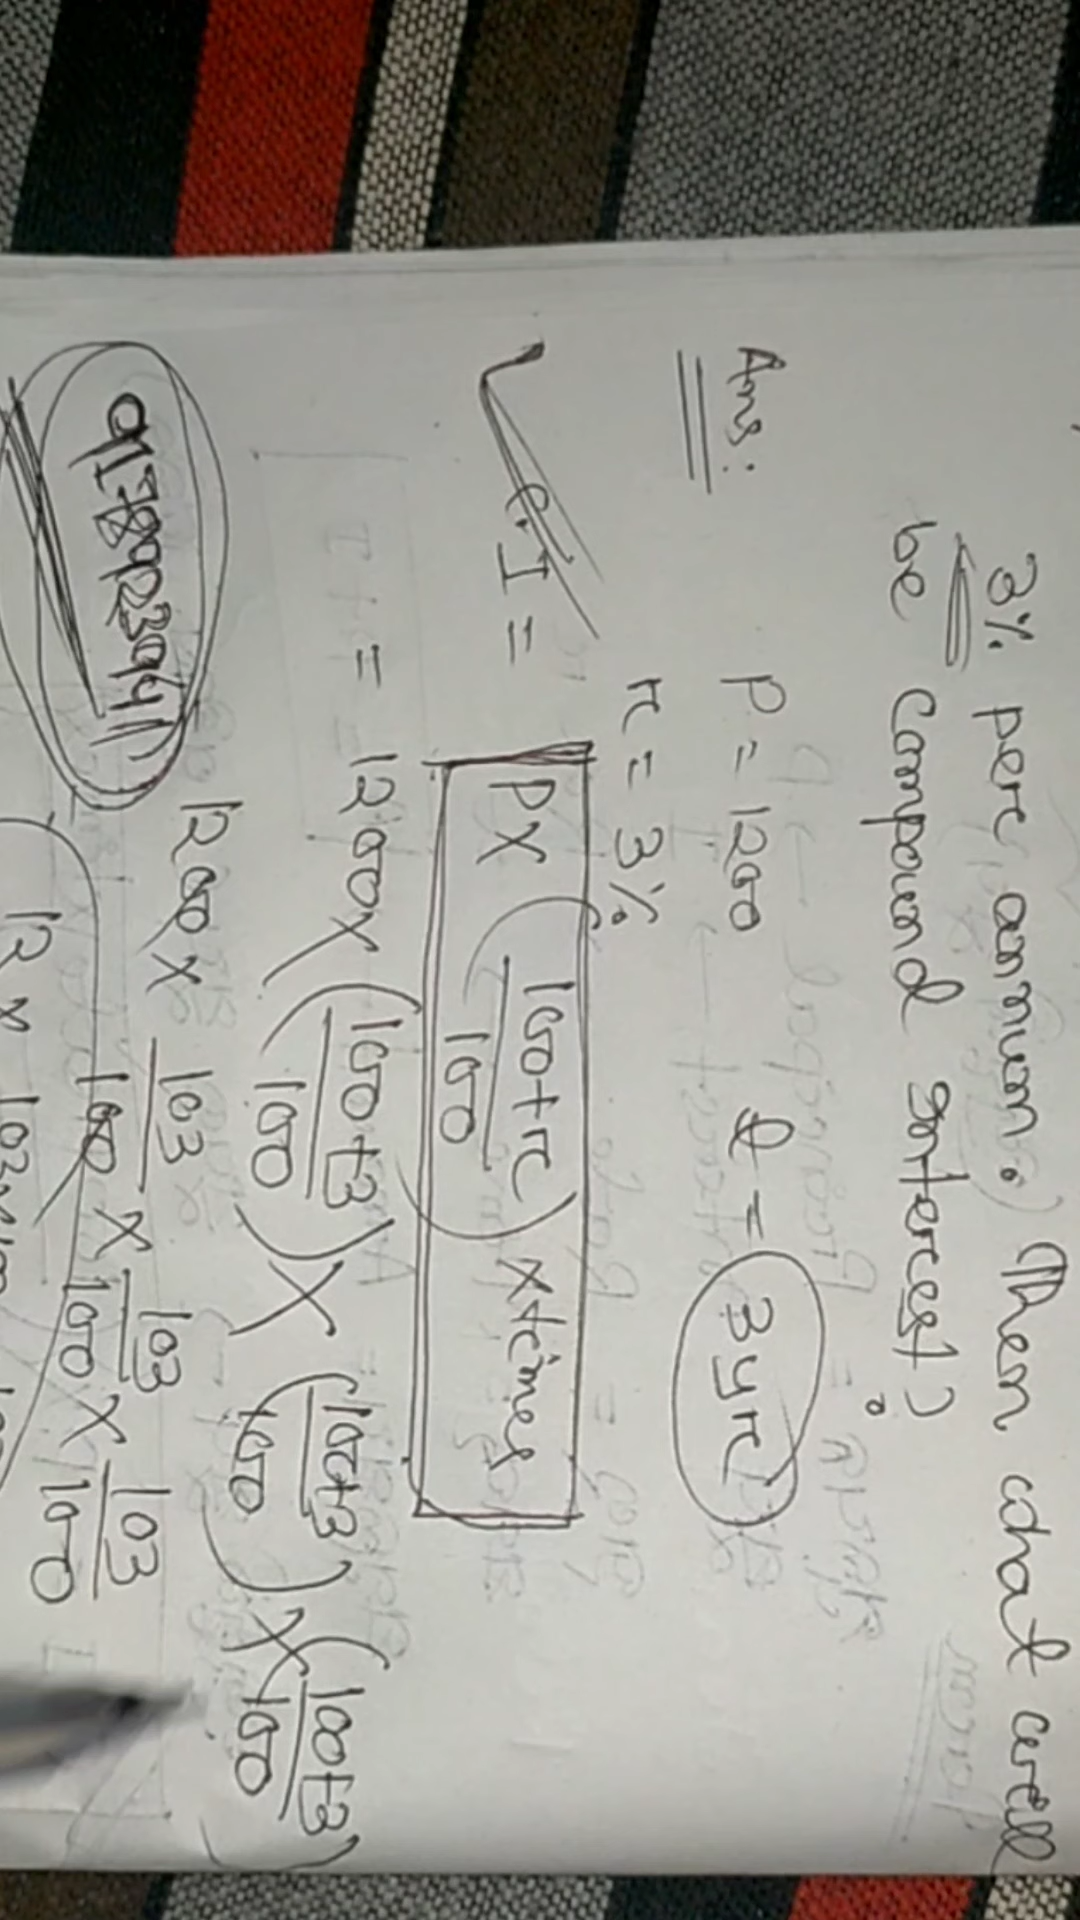 3% per annum. (Then what will
be compound interest)
Ans: P = 1200 t = 3yr
r = 3%
C.I = P× (100+r/100) × times
= 1200 × (100+3/100) × (100+3/100) × (100+3/100)
1200 × 103/100 × 103/100 × 103/100